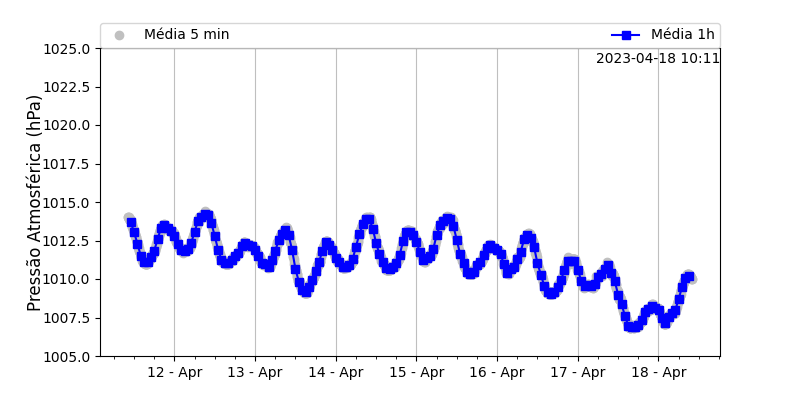 Média 5 min
Média 1h
2023-04-18 10:11
Pressão Atmosférica (hPa)
1025.0
1022.5
1020.0
1017.5
1015.0
1012.5
1010.0
1007.5
1005.0
12 - Apr
13 - Apr
14 - Apr
15 - Apr
16 - Apr
17 - Apr
18 - Apr